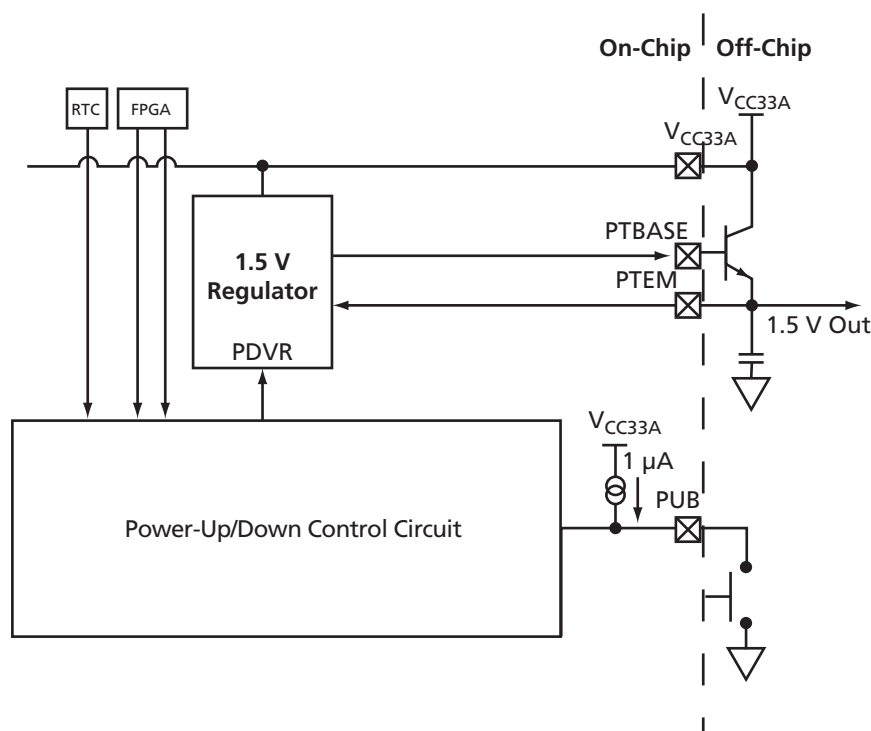 On-Chip Off-Chip
VCC33A
RTC FPGA
VCC33A
PTBASE
1.5 V
Regulator
PTEM
1.5 V Out
PDVR
VCC33A
1 µA
PUB
Power-Up/Down Control Circuit